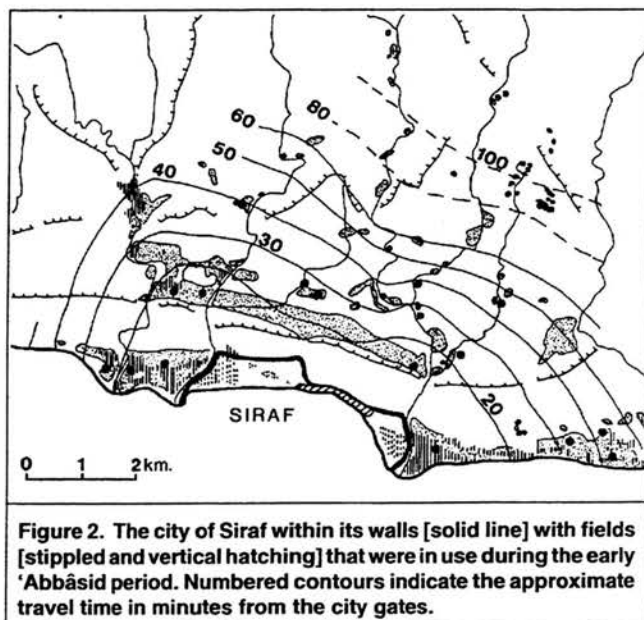 60
80
50
40
100
30
20
SIRAF
0 1 2 km.
Figure 2. The city of Siraf within its walls [solid line] with fields
[stippled and vertical hatching] that were in use during the early
‘Abbâsid period. Numbered contours indicate the approximate
travel time in minutes from the city gates.